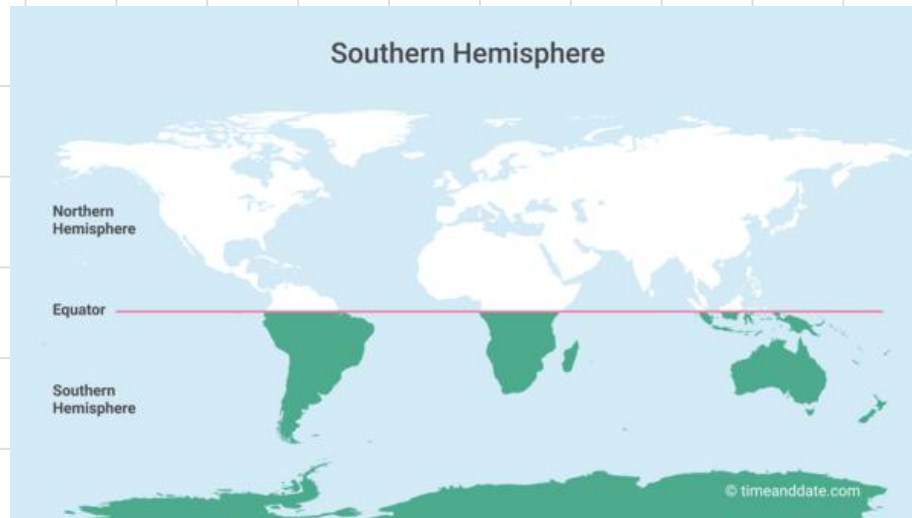 Southern Hemisphere
Northern
Hemisphere
Equator
Southern
Hemisphere
© timeanddate.com